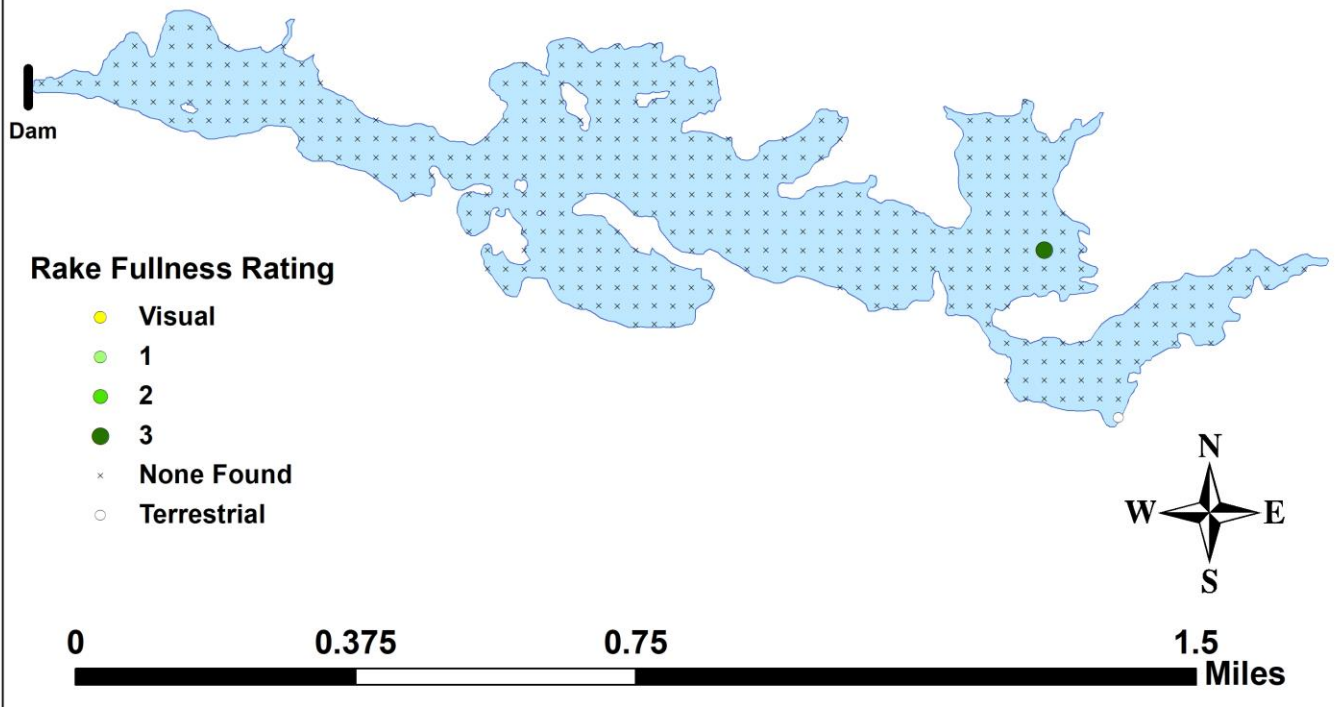 Dam
Rake Fullness Rating
Visual
1
2
3
None Found
Terrestrial
N
W E
S
0 0.375 0.75 1.5
Miles